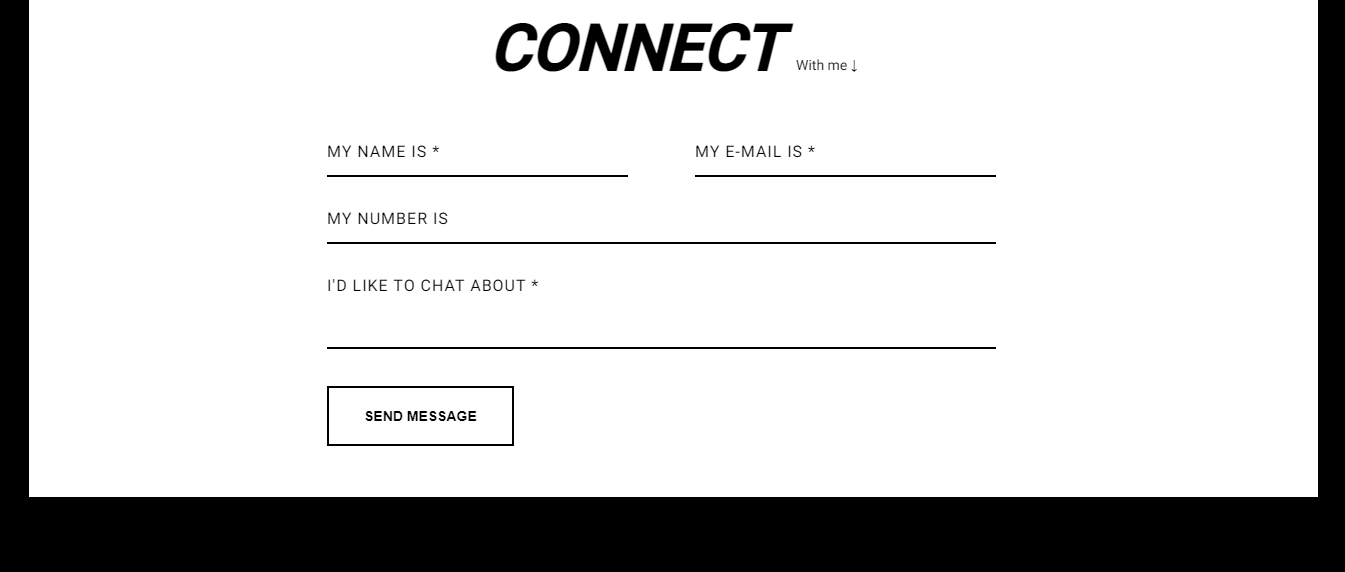 CONNECT With me ↓
MY NAME IS * MY E-MAIL IS *
MY NUMBER IS
I'D LIKE TO CHAT ABOUT *
SEND MESSAGE